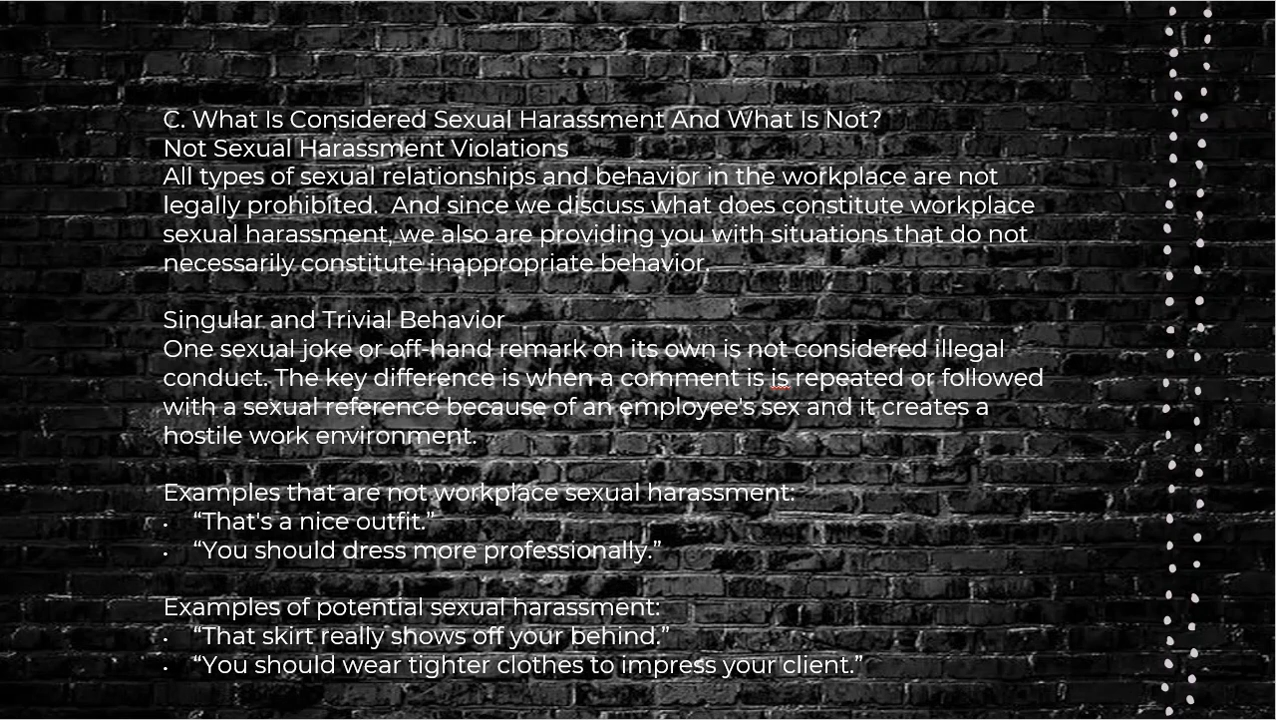 C. What Is Considered Sexual Harassment And What Is Not?
Not Sexual Harassment Violations
All types of sexual relationships and behavior in the workplace are not
legally prohibited.  And since we discuss what does constitute workplace
sexual harassment, we also are providing you with situations that do not
necessarily constitute inappropriate behavior.
Singular and Trivial Behavior
One sexual joke or off-hand remark on its own is not considered illegal
conduct. The key difference is when a comment is is repeated or followed
with a sexual reference because of an employee's sex and it creates a
hostile work environment.
Examples that are not workplace sexual harassment:
• “That's a nice outfit.”
• “You should dress more professionally.”
Examples of potential sexual harassment:
• “That skirt really shows off your behind.”
• “You should wear tighter clothes to impress your client.”